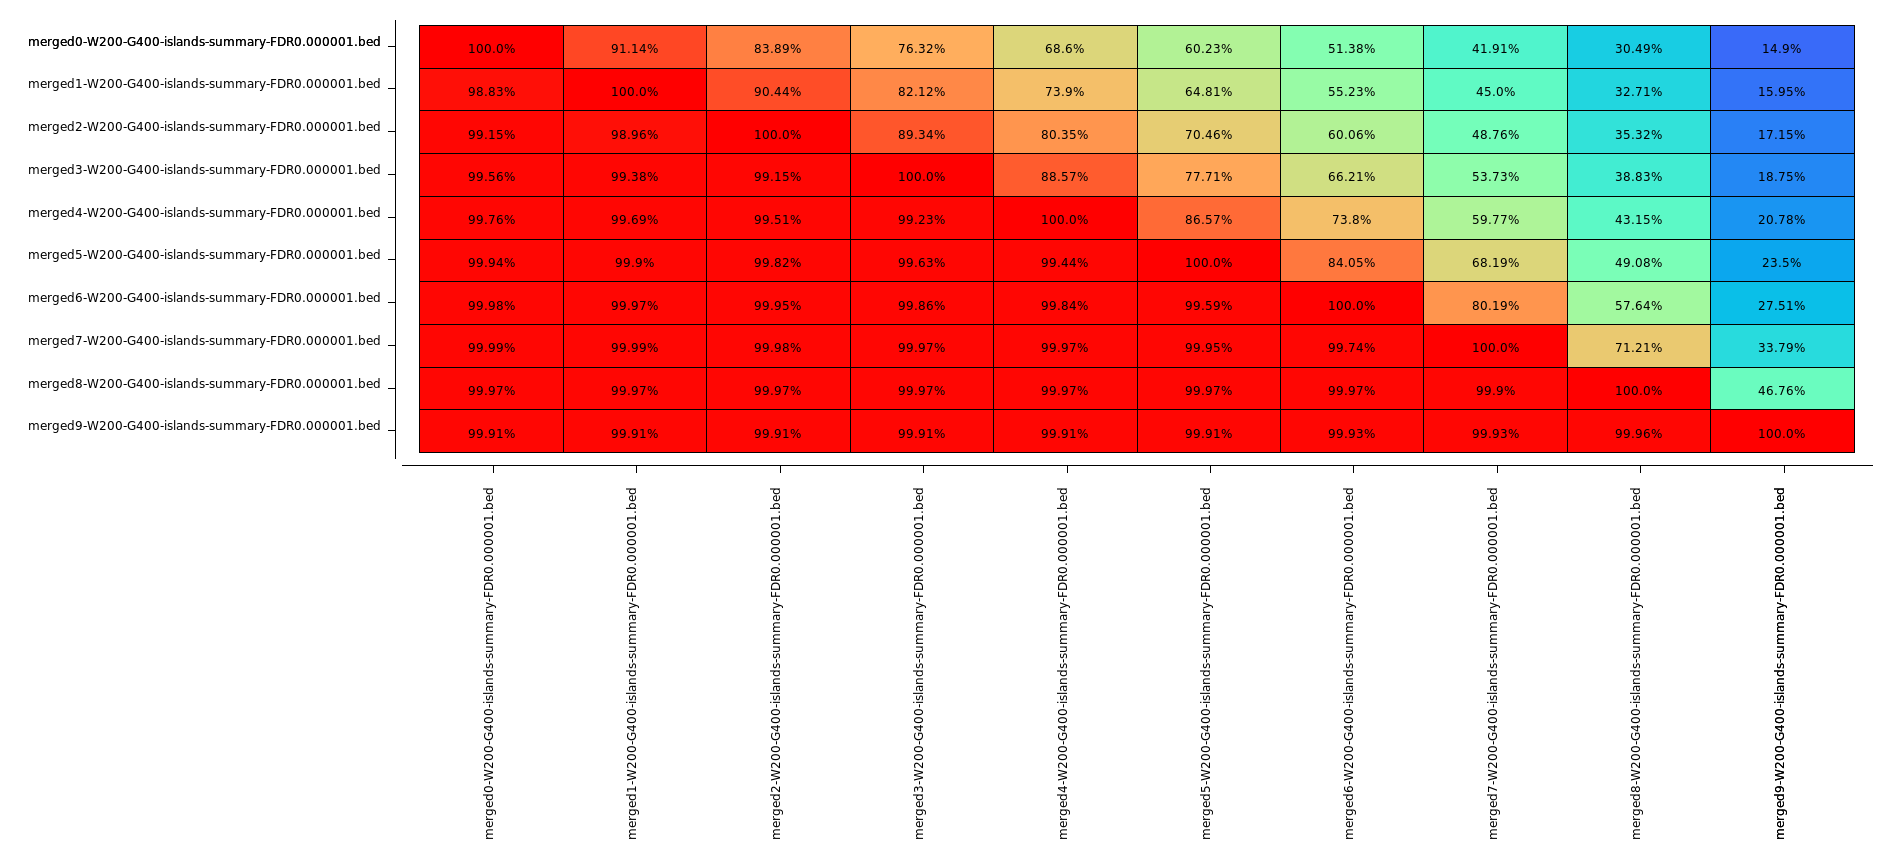 merged0-W200-G400-islands-summary-FDR0.000001.bed 100.0% 91.14% 83.89% 76.32% 68.6% 60.23% 51.38% 41.91% 30.49% 14.9%
merged1-W200-G400-islands-summary-FDR0.000001.bed 98.83% 100.0% 90.44% 82.12% 73.9% 64.81% 55.23% 45.0% 32.71% 15.95%
merged2-W200-G400-islands-summary-FDR0.000001.bed 99.15% 98.96% 100.0% 89.34% 80.35% 70.46% 60.06% 48.76% 35.32% 17.15%
merged3-W200-G400-islands-summary-FDR0.000001.bed 99.56% 99.38% 99.15% 100.0% 88.57% 77.71% 66.21% 53.73% 38.83% 18.75%
merged4-W200-G400-islands-summary-FDR0.000001.bed 99.76% 99.69% 99.51% 99.23% 100.0% 86.57% 73.8% 59.77% 43.15% 20.78%
merged5-W200-G400-islands-summary-FDR0.000001.bed 99.94% 99.9% 99.82% 99.63% 99.44% 100.0% 84.05% 68.19% 49.08% 23.5%
merged6-W200-G400-islands-summary-FDR0.000001.bed 99.98% 99.97% 99.95% 99.86% 99.84% 99.59% 100.0% 80.19% 57.64% 27.51%
merged7-W200-G400-islands-summary-FDR0.000001.bed 99.99% 99.99% 99.98% 99.97% 99.97% 99.95% 99.74% 100.0% 71.21% 33.79%
merged8-W200-G400-islands-summary-FDR0.000001.bed 99.97% 99.97% 99.97% 99.97% 99.97% 99.97% 99.97% 99.9% 100.0% 46.76%
merged9-W200-G400-islands-summary-FDR0.000001.bed 99.91% 99.91% 99.91% 99.91% 99.91% 99.91% 99.93% 99.93% 99.96% 100.0%
merged0-W200-G400-islands-summary-FDR0.000001.bed
merged1-W200-G400-islands-summary-FDR0.000001.bed
merged2-W200-G400-islands-summary-FDR0.000001.bed
merged3-W200-G400-islands-summary-FDR0.000001.bed
merged4-W200-G400-islands-summary-FDR0.000001.bed
merged5-W200-G400-islands-summary-FDR0.000001.bed
merged6-W200-G400-islands-summary-FDR0.000001.bed
merged7-W200-G400-islands-summary-FDR0.000001.bed
merged8-W200-G400-islands-summary-FDR0.000001.bed
merged9-W200-G400-islands-summary-FDR0.000001.bed